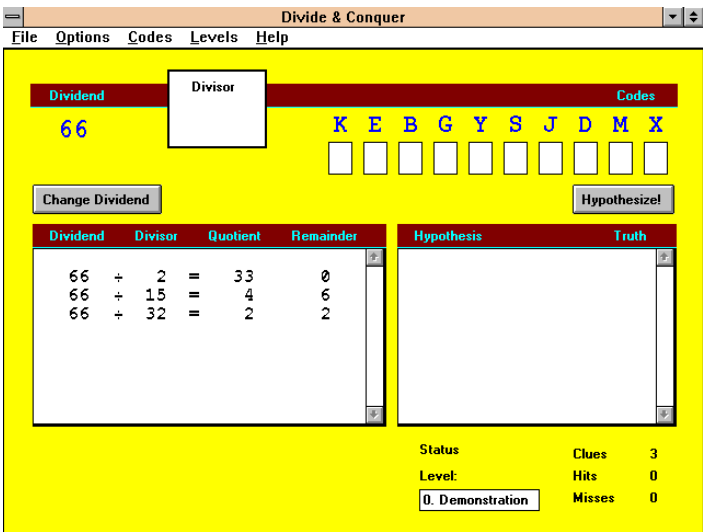 Divide & Conquer
File Options Codes Levels Help
Dividend Divisor Codes
66 K E B G Y S J D M X
Change Dividend Hypothesize!
Dividend Divisor Quotient Remainder Hypothesis Truth
66 ÷ 2 = 33 0
66 ÷ 15 = 4 6
66 ÷ 32 = 2 2
Status Clues 3
Level: Hits 0
0. Demonstration Misses 0